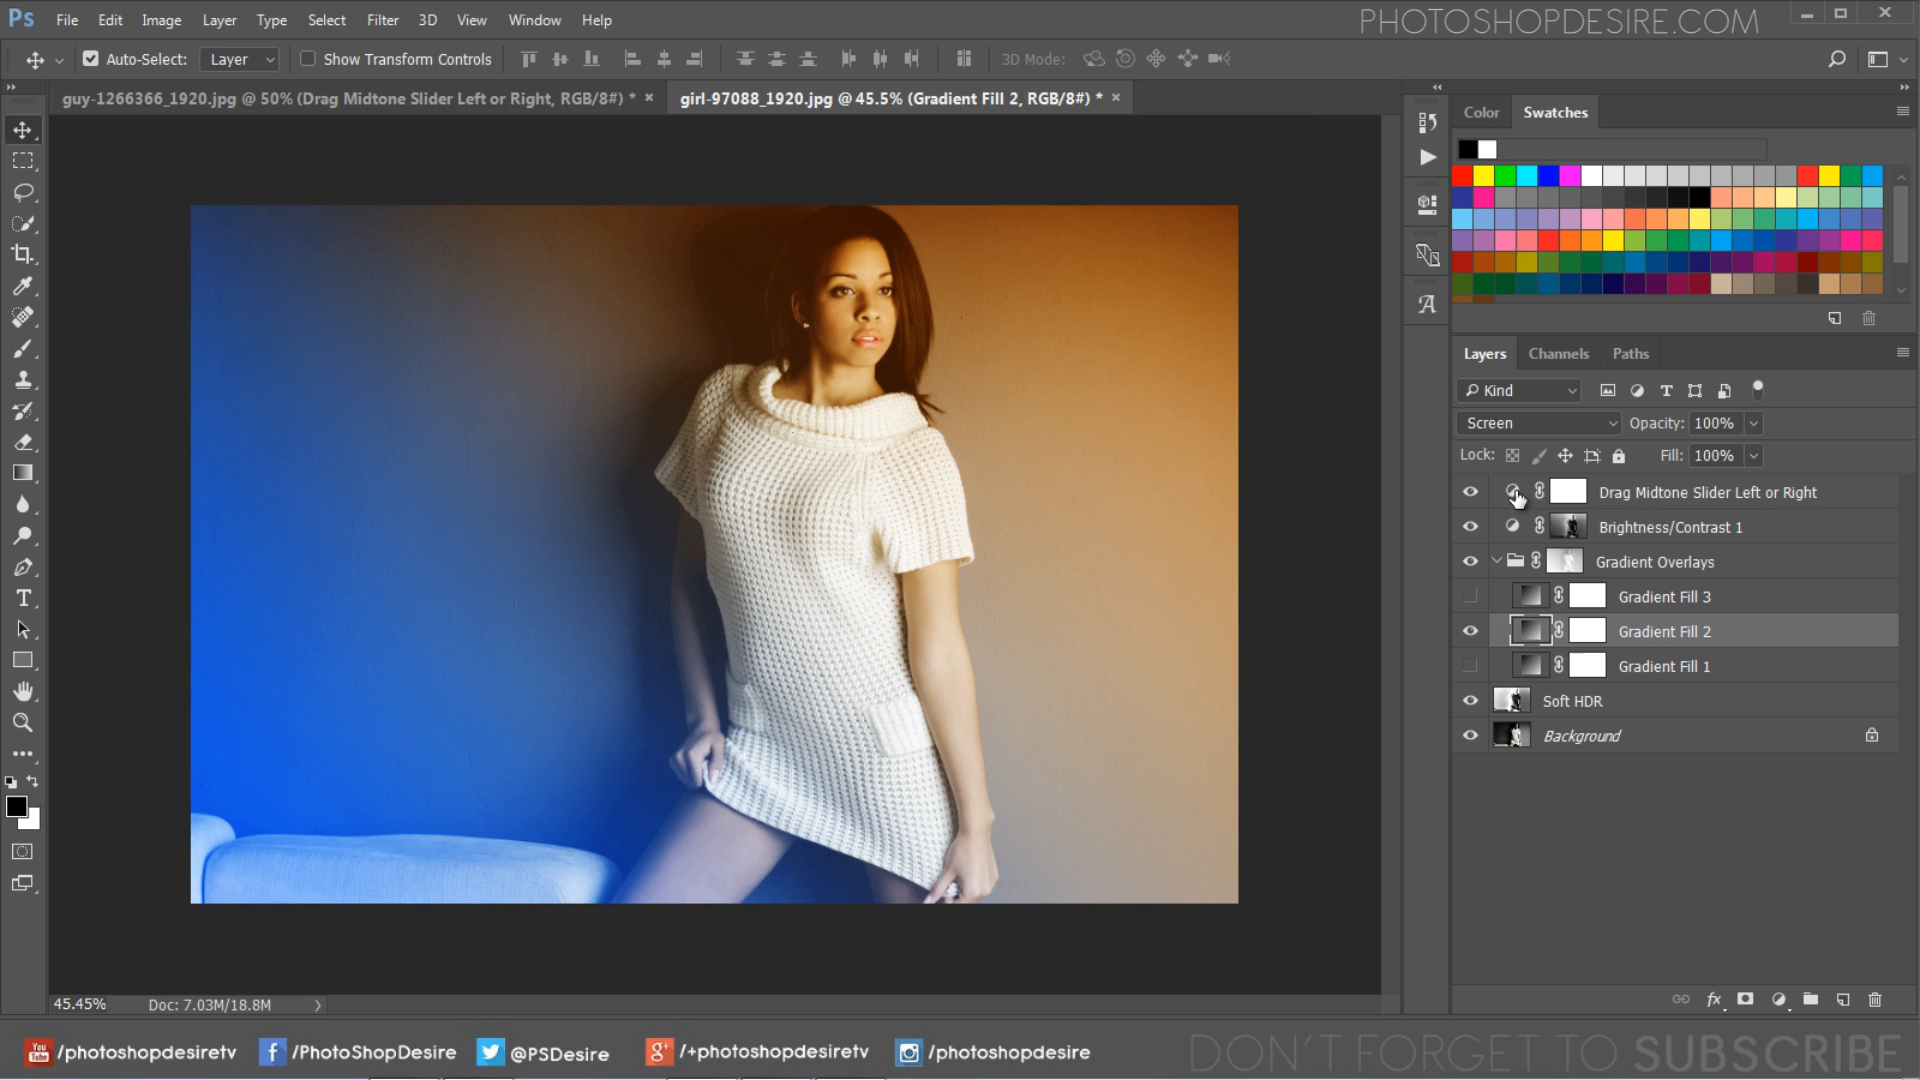 Ps File Edit Image Layer Type Select Filter 3D View Window Help
PHOTOSHOPDESIRE.COM
Auto-Select: Layer Show Transform Controls 3D Mode:
guy-1266366_1920.jpg @ 50% (Drag Midtone Slider Left or Right, RGB/8#) * ×
girl-97088_1920.jpg @ 45.5% (Gradient Fill 2, RGB/8#) * ×
Color Swatches
Layers Channels Paths
Kind
Screen Opacity: 100%
Lock: Fill: 100%
Drag Midtone Slider Left or Right
Brightness/Contrast 1
Gradient Overlays
Gradient Fill 3
Gradient Fill 2
Gradient Fill 1
Soft HDR
Background
fx
45.45% Doc: 7.03M/18.8M
You Tube /photoshopdesiretv f /PhotoShopDesire @PSDesire g+ /+photoshopdesiretv /photoshopdesire
DON'T FORGET TO SUBSCRIBE